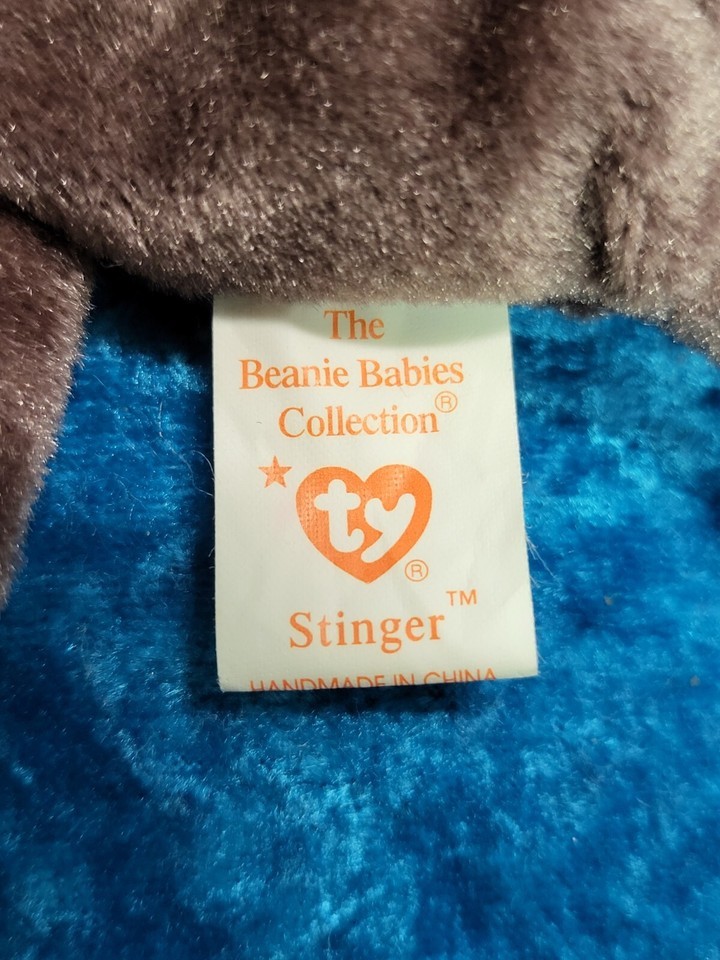 The
Beanie Babies
Collection®
ty®
Stinger™
HANDMADE IN CHINA